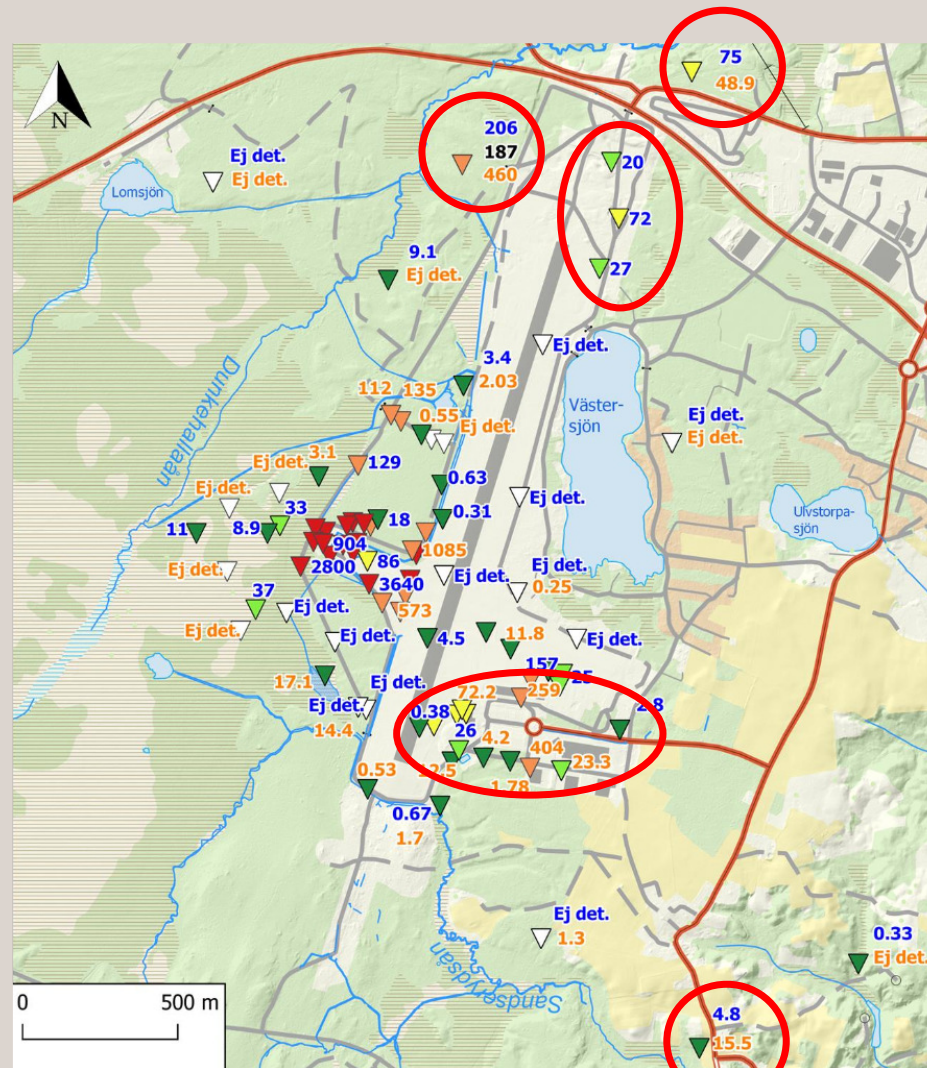 75
48.9
N
206
187
460
20
72
27
Ej det.
Ej det.
Lomsjön
9.1
Ej det.
3.4
2.03
Ej det.
Väster-
sjön
Dunkehallaån
112
135
0.55
Ej det.
Ej det.
Ej det.
3.1
Ej det.
129
Ej det.
0.63
Ej det.
Ulvstorpa-
sjön
33
18
0.31
11
8.9
904
1085
86
Ej det.
2800
3640
Ej det.
Ej det.
0.25
573
37
Ej det.
Ej det.
Ej det.
4.5
11.8
Ej det.
17.1
157
25
Ej det.
259
72.2
Ej det.
0.38
2.8
14.4
26
4.2
404
23.3
12.5
1.78
0.53
0.67
1.7
Ej det.
1.3
0.33
Ej det.
Sandserydsån
0
500 m
4.8
15.5